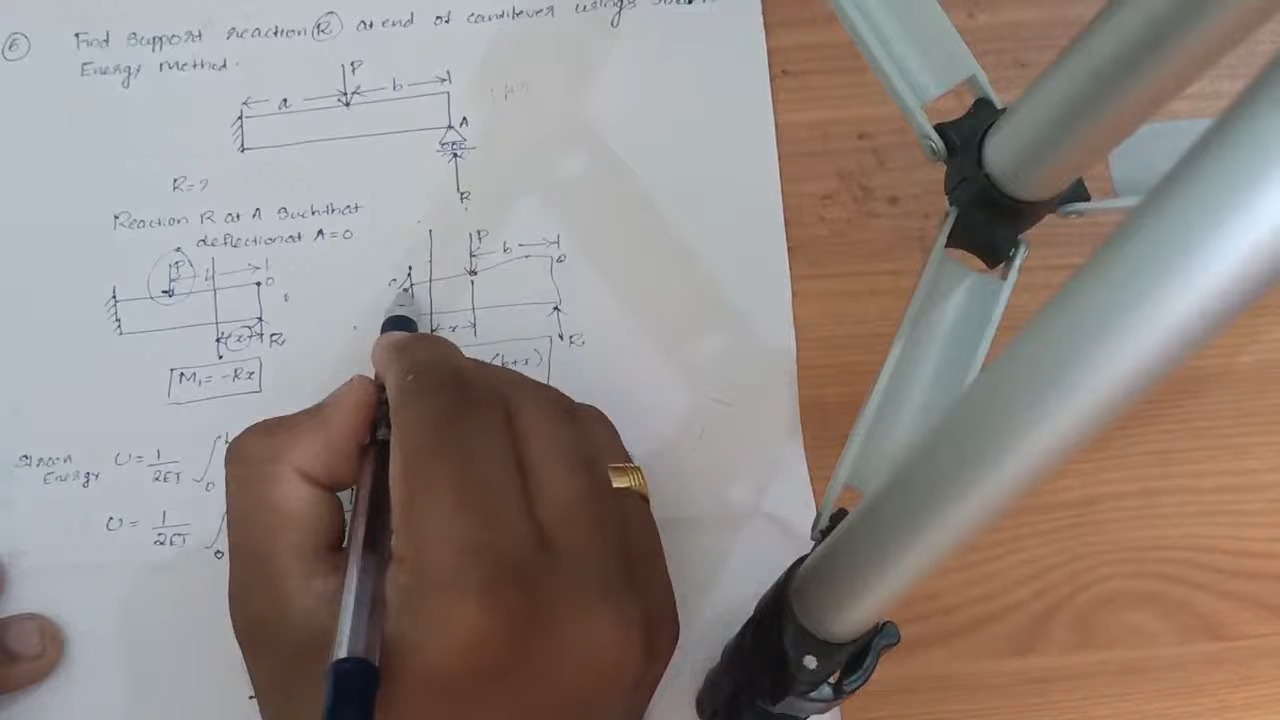 6 Find support reaction R at end of cantilever using
Energy Method.
P
a b
A
R
R=?
Reaction R at A such that
deflection at A=0
P
b
x
R
M₁ = -Rx
P
b
x
R
(b+x)
Strain Energy U = 1/2EI ∫
0
U = 1/2EI ∫
0